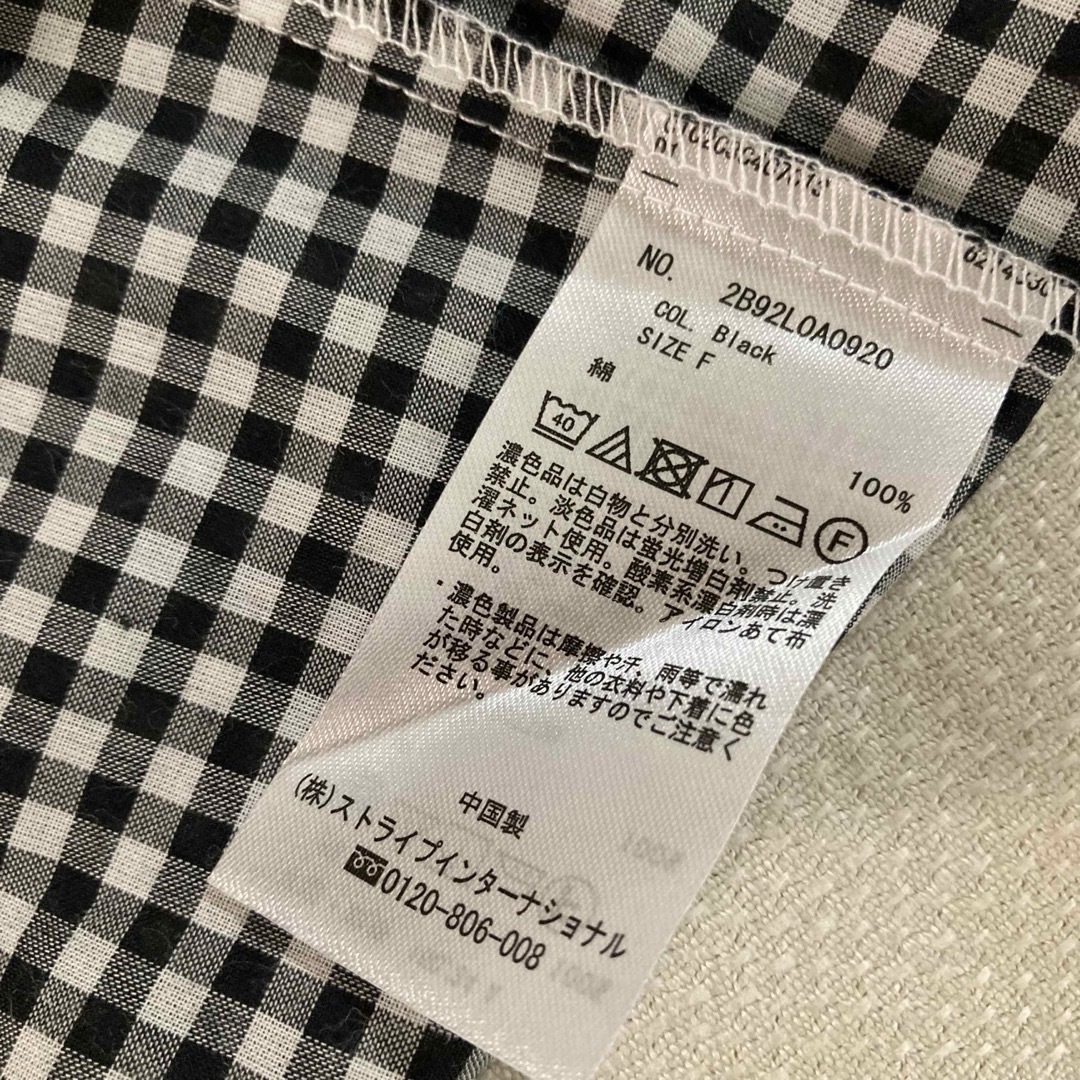 NO. 2B92L0A0920
COL. Black
SIZE F
綿 100%
40
F
濃色品は白物と分別洗い。つけ置き
禁止。淡色品は蛍光増白剤禁止。洗
濯ネット使用。酸素系漂白剤時は漂
白剤の表示を確認。アイロンあて布
使用。
・濃色製品は摩擦や汗、雨等で濡れ
た時などに、他の衣料や下着に色
が移る事がありますのでご注意く
ださい。
中国製
(株)ストライプインターナショナル
0120-806-008